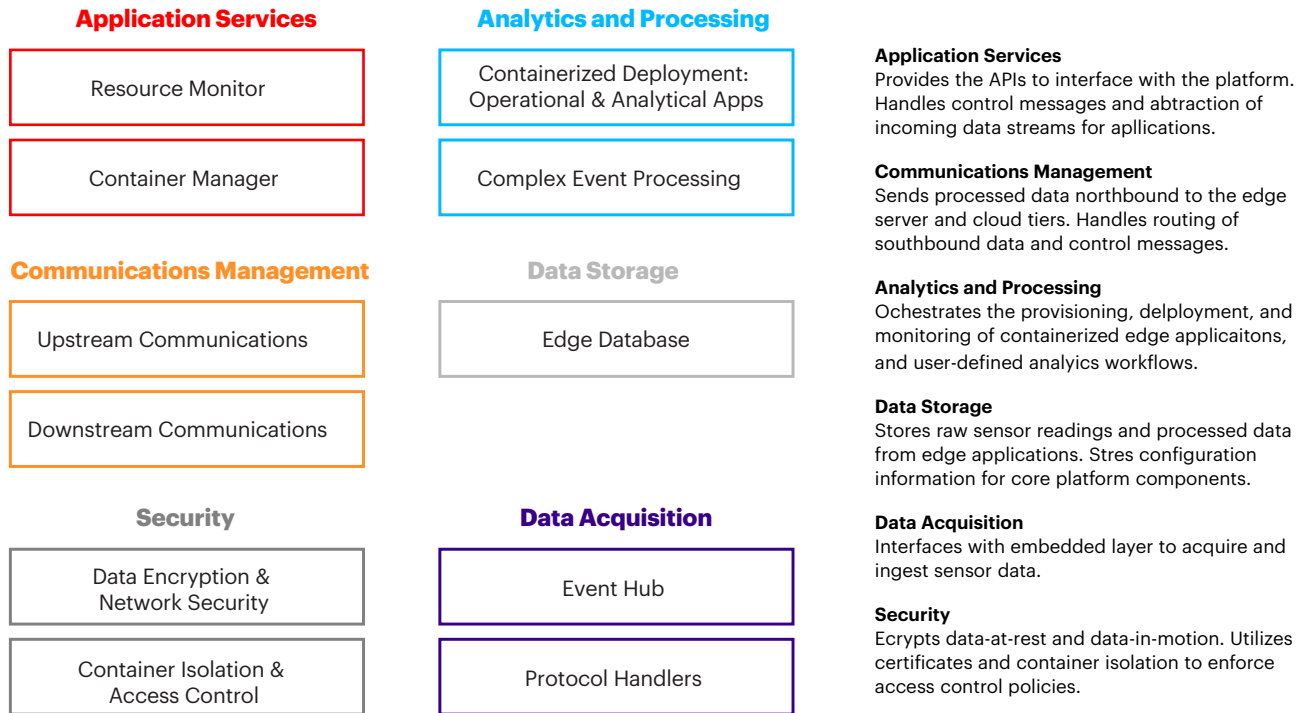 Application Services
Resource Monitor
Container Manager
Analytics and Processing
Containerized Deployment:
Operational & Analytical Apps
Complex Event Processing
Communications Management
Upstream Communications
Downstream Communications
Data Storage
Edge Database
Security
Data Encryption &
Network Security
Container Isolation &
Access Control
Data Acquisition
Event Hub
Protocol Handlers
Application Services
Provides the APIs to interface with the platform.
Handles control messages and abtraction of
incoming data streams for apllications.
Communications Management
Sends processed data northbound to the edge
server and cloud tiers. Handles routing of
southbound data and control messages.
Analytics and Processing
Ochestrates the provisioning, delployment, and
monitoring of containerized edge applicaitons,
and user-defined analyics workflows.
Data Storage
Stores raw sensor readings and processed data
from edge applications. Stres configuration
information for core platform components.
Data Acquisition
Interfaces with embedded layer to acquire and
ingest sensor data.
Security
Ecrypts data-at-rest and data-in-motion. Utilizes
certificates and container isolation to enforce
access control policies.